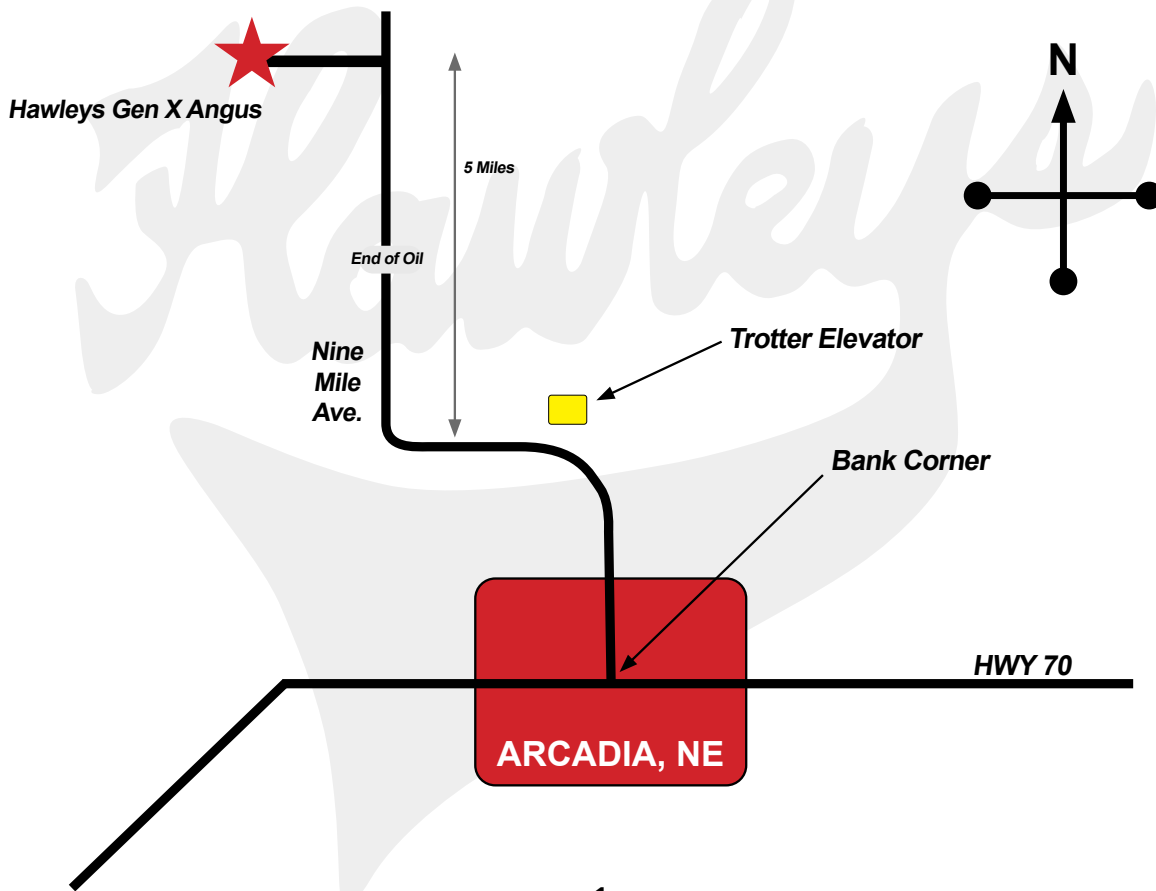 N
Hawleys Gen X Angus
5 Miles
End of Oil
Trotter Elevator
Nine
Mile
Ave.
Bank Corner
HWY 70
ARCADIA, NE
Hawleys